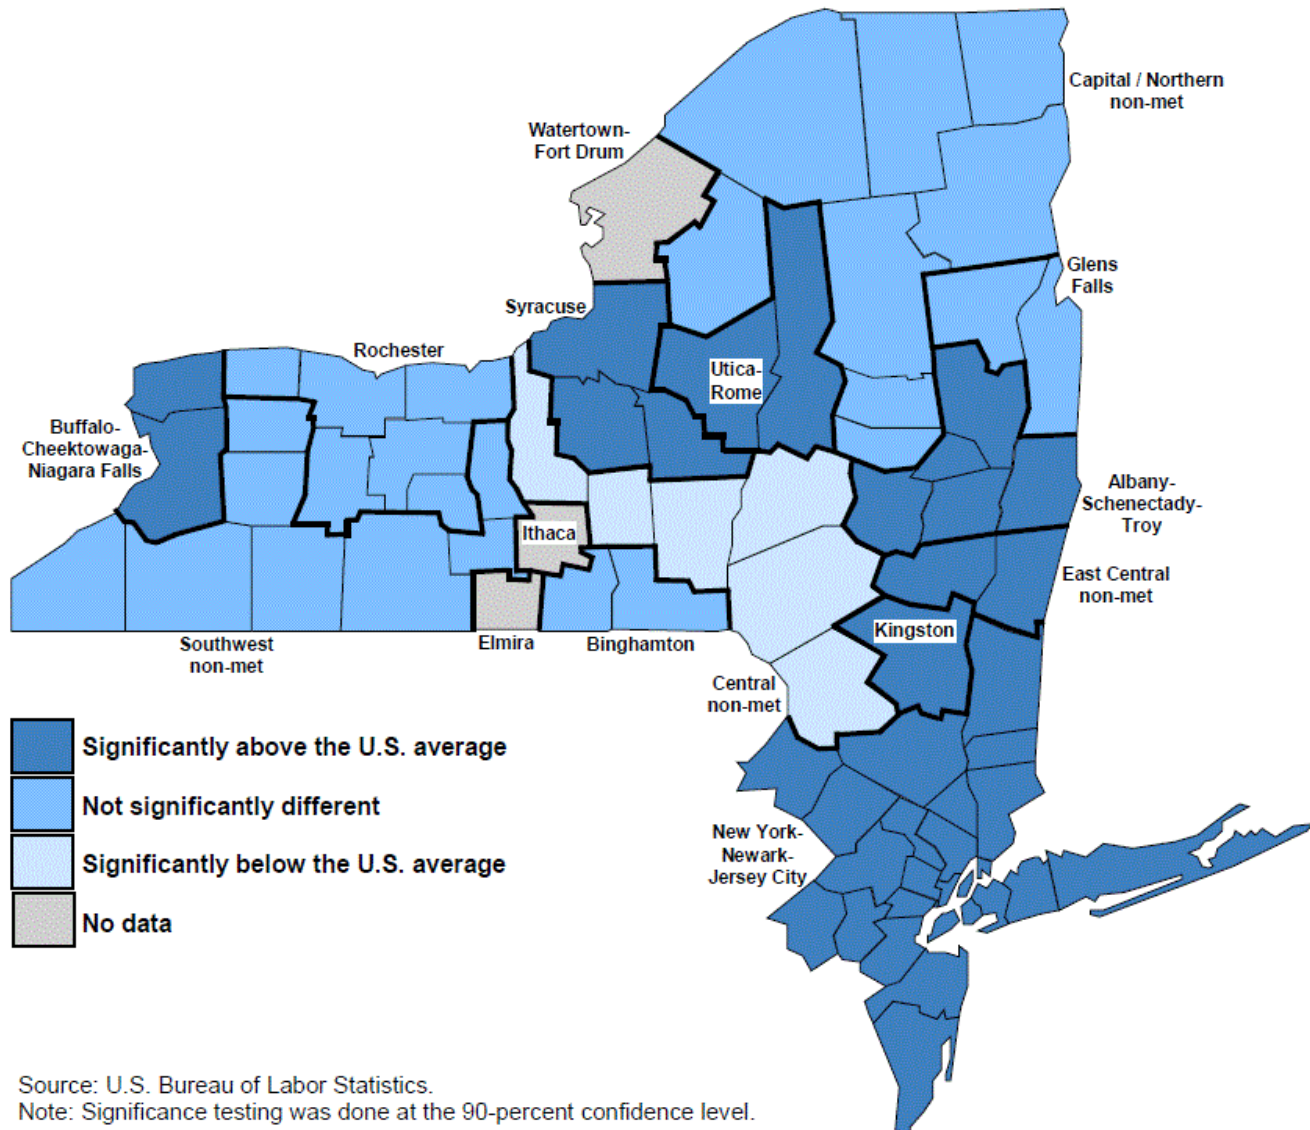 Capital / Northern
non-met
Watertown-
Fort Drum
Glens
Falls
Syracuse
Rochester
Utica-
Rome
Buffalo-
Cheektowaga-
Niagara Falls
Albany-
Schenectady-
Troy
Ithaca
East Central
non-met
Kingston
Southwest
non-met
Elmira
Binghamton
Central
non-met
Significantly above the U.S. average
Not significantly different
Significantly below the U.S. average
No data
New York-
Newark-
Jersey City
Source: U.S. Bureau of Labor Statistics.
Note: Significance testing was done at the 90-percent confidence level.